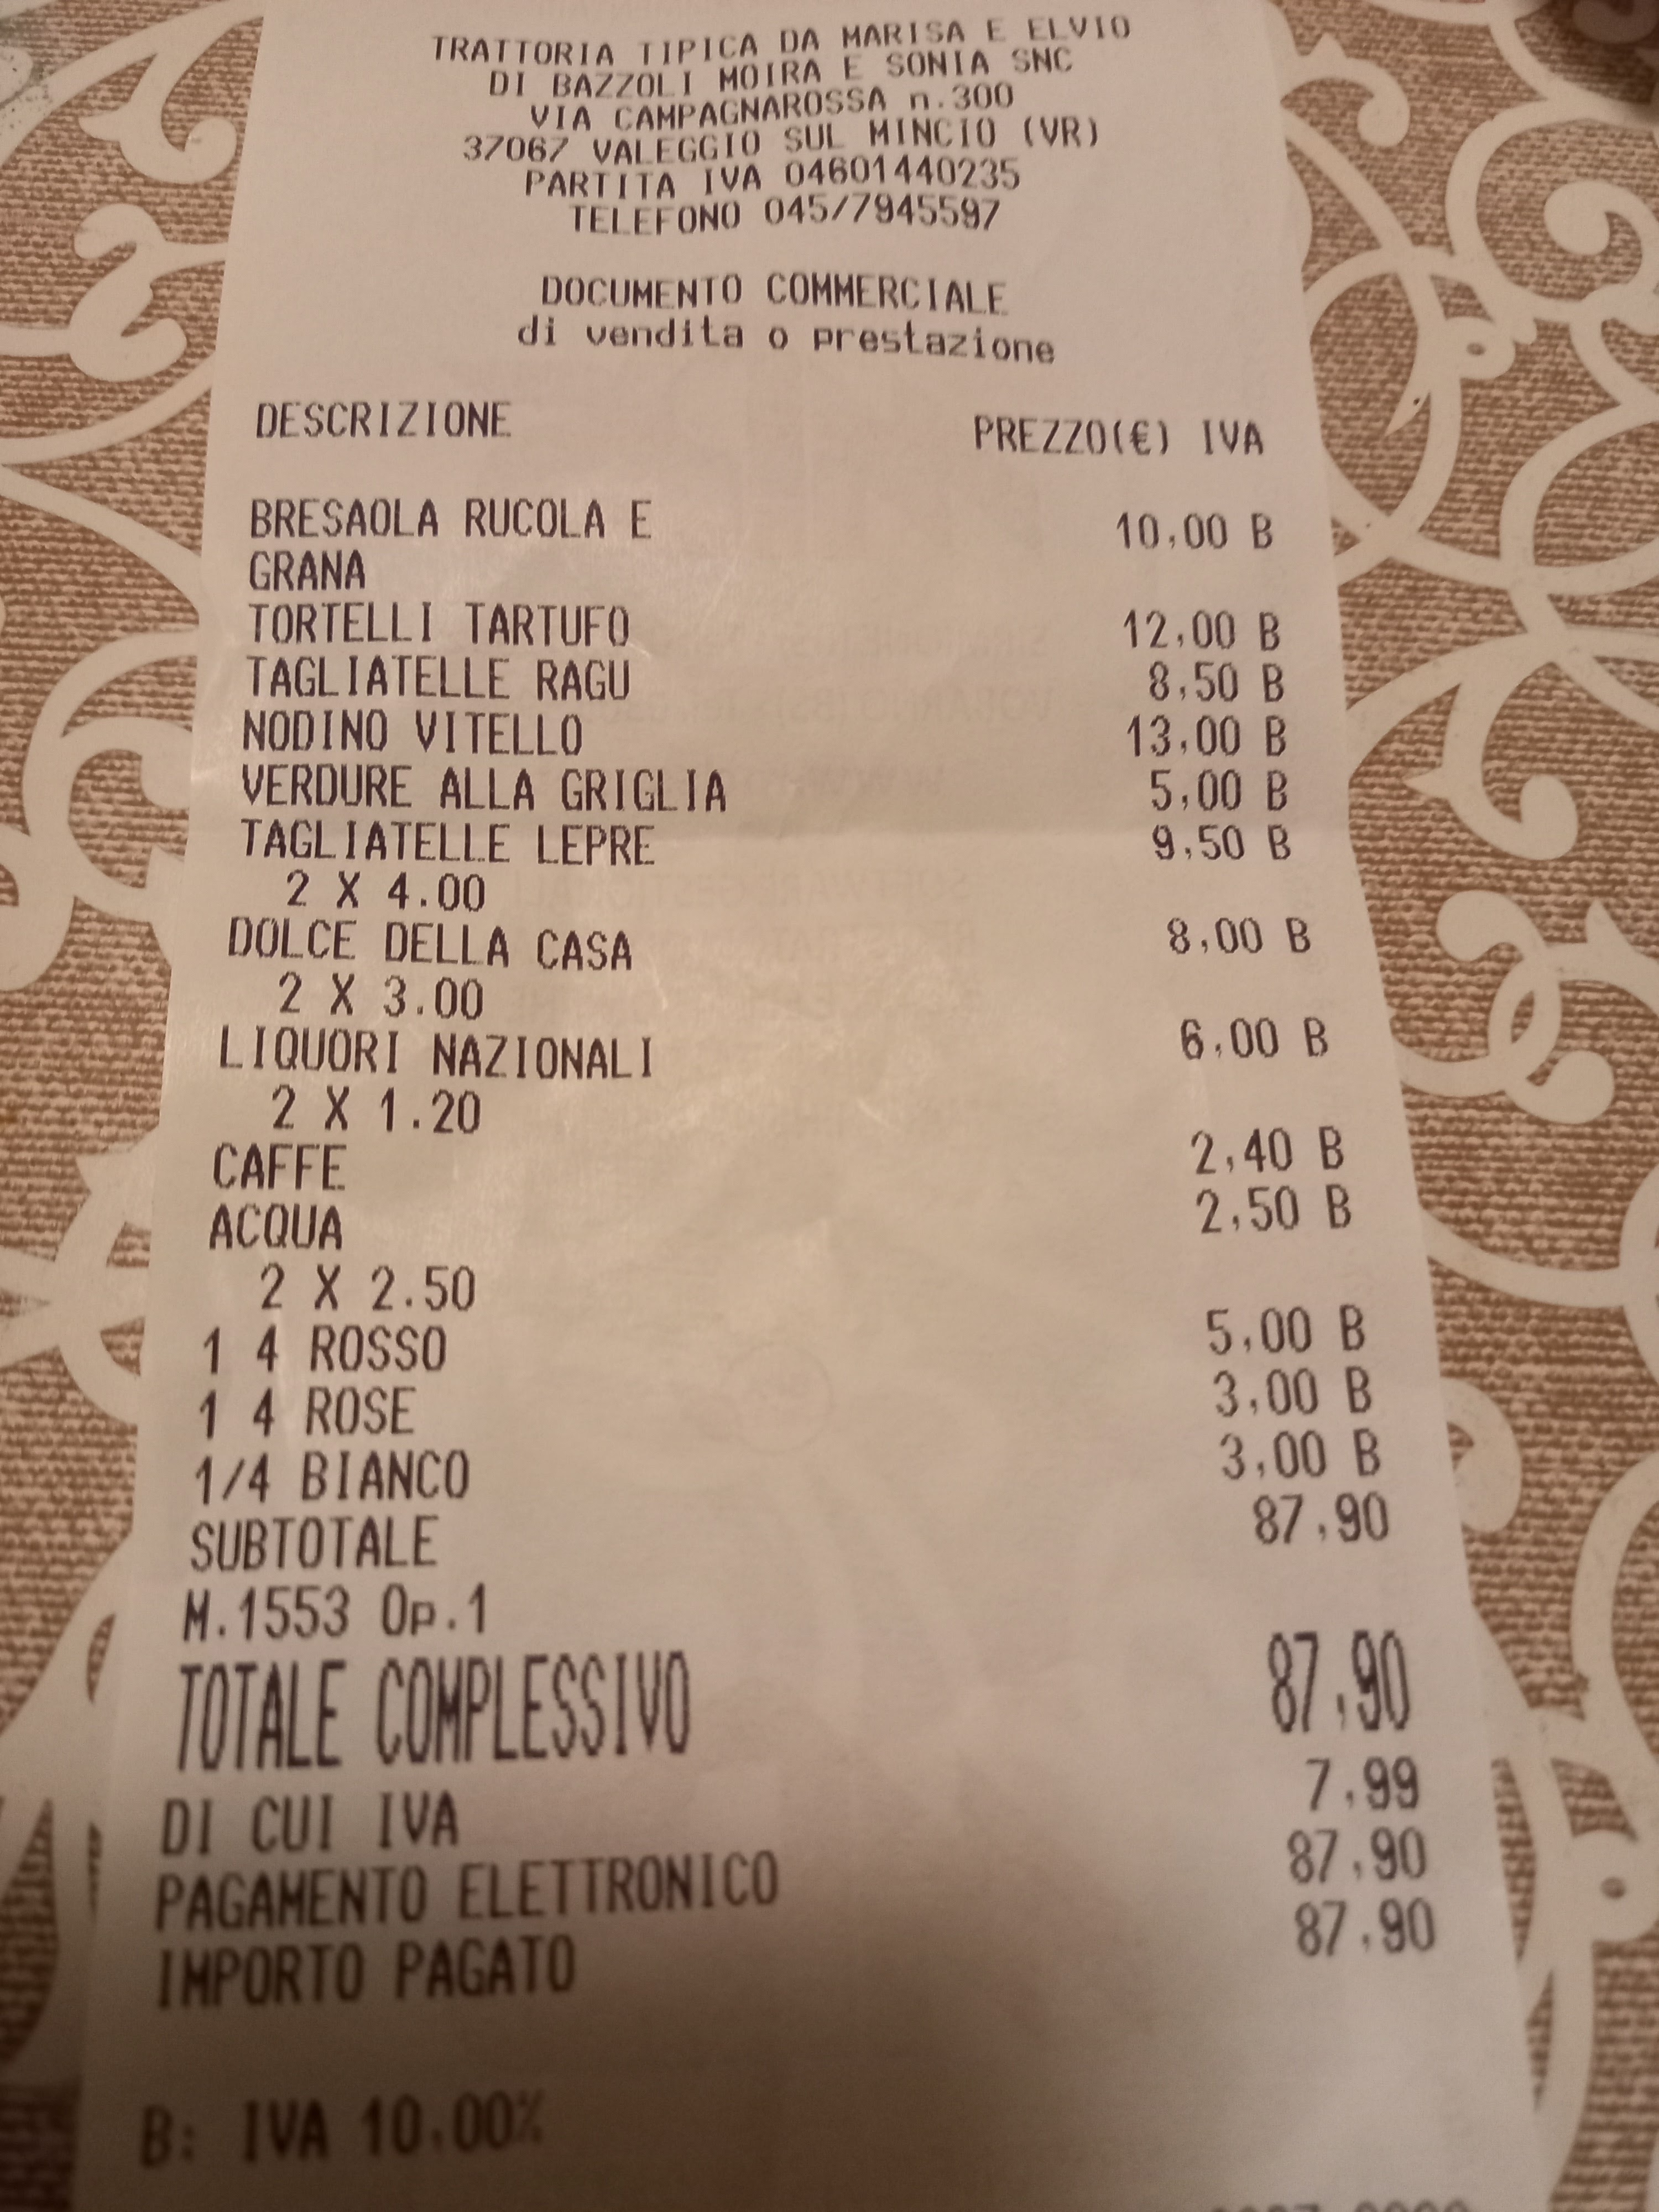 TRATTORIA TIPICA DA MARISA E ELVIO
DI BAZZOLI MOIRA E SONIA SNC
VIA CAMPAGNAROSSA n.300
37067 VALEGGIO SUL MINCIO (VR)
PARTITA IVA 04601440235
TELEFONO 045/7945597
DOCUMENTO COMMERCIALE
di vendita o prestazione
DESCRIZIONE PREZZO(€) IVA
BRESAOLA RUCOLA E 10,00 B
GRANA
TORTELLI TARTUFO 12,00 B
TAGLIATELLE RAGU 8,50 B
NODINO VITELLO 13,00 B
VERDURE ALLA GRIGLIA 5,00 B
TAGLIATELLE LEPRE 9,50 B
2 X 4.00
DOLCE DELLA CASA 8,00 B
2 X 3.00
LIQUORI NAZIONALI 6,00 B
2 X 1.20
CAFFE 2,40 B
ACQUA 2,50 B
2 X 2.50
1 4 ROSSO 5,00 B
1 4 ROSE 3,00 B
1/4 BIANCO 3,00 B
SUBTOTALE 87,90
M.1553 Op.1
TOTALE COMPLESSIVO 87,90
DI CUI IVA 7,99
PAGAMENTO ELETTRONICO 87,90
IMPORTO PAGATO 87,90
B: IVA 10,00%